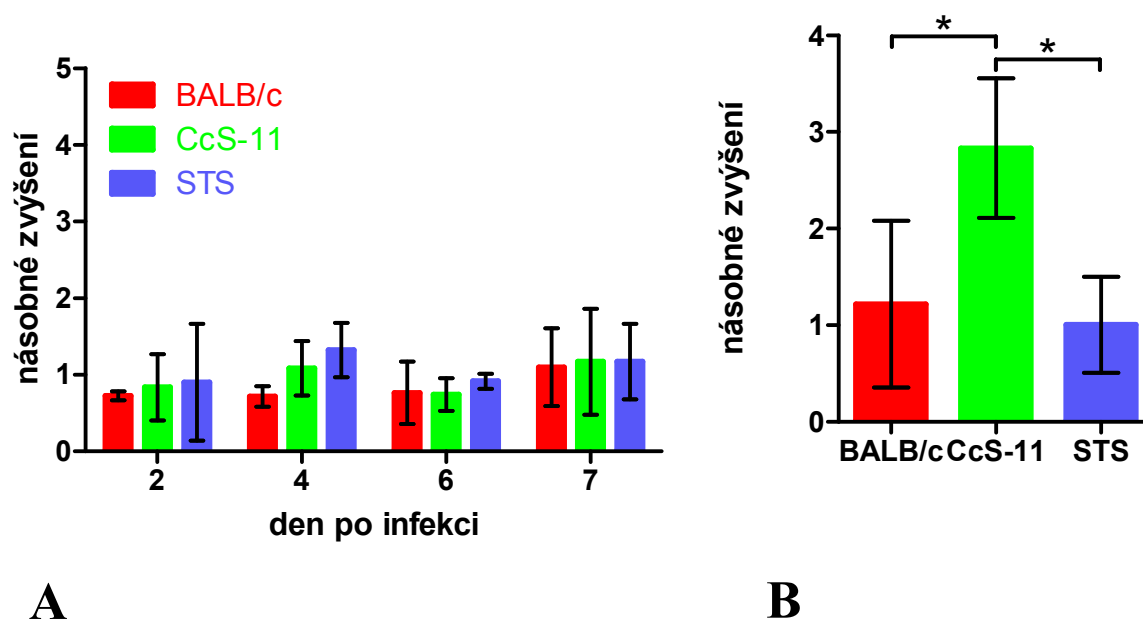 násobné zvýšení
5
4
3
2
1
0
BALB/c
CcS-11
STS
2 4 6 7
den po infekci
A
násobné zvýšení
4
3
2
1
0
*
*
BALB/c CcS-11 STS
B